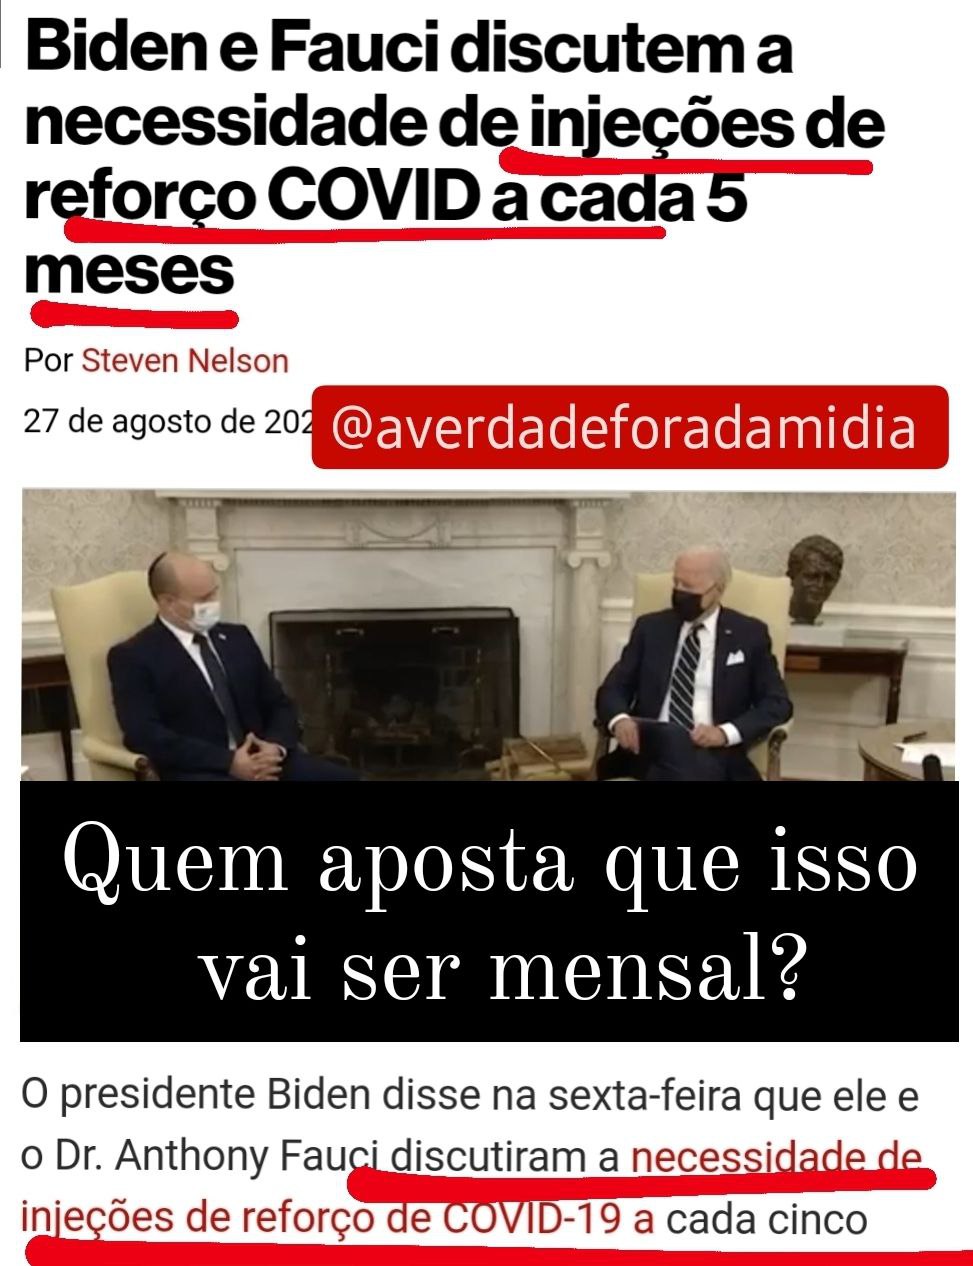 Biden e Fauci discutem a
necessidade de injeções de
reforço COVID a cada 5
meses
Por Steven Nelson
27 de agosto de 202
@averdadeforadamidia
Quem aposta que isso
vai ser mensal?
O presidente Biden disse na sexta-feira que ele e
o Dr. Anthony Fauci discutiram a necessidade de
injeções de reforço de COVID-19 a cada cinco